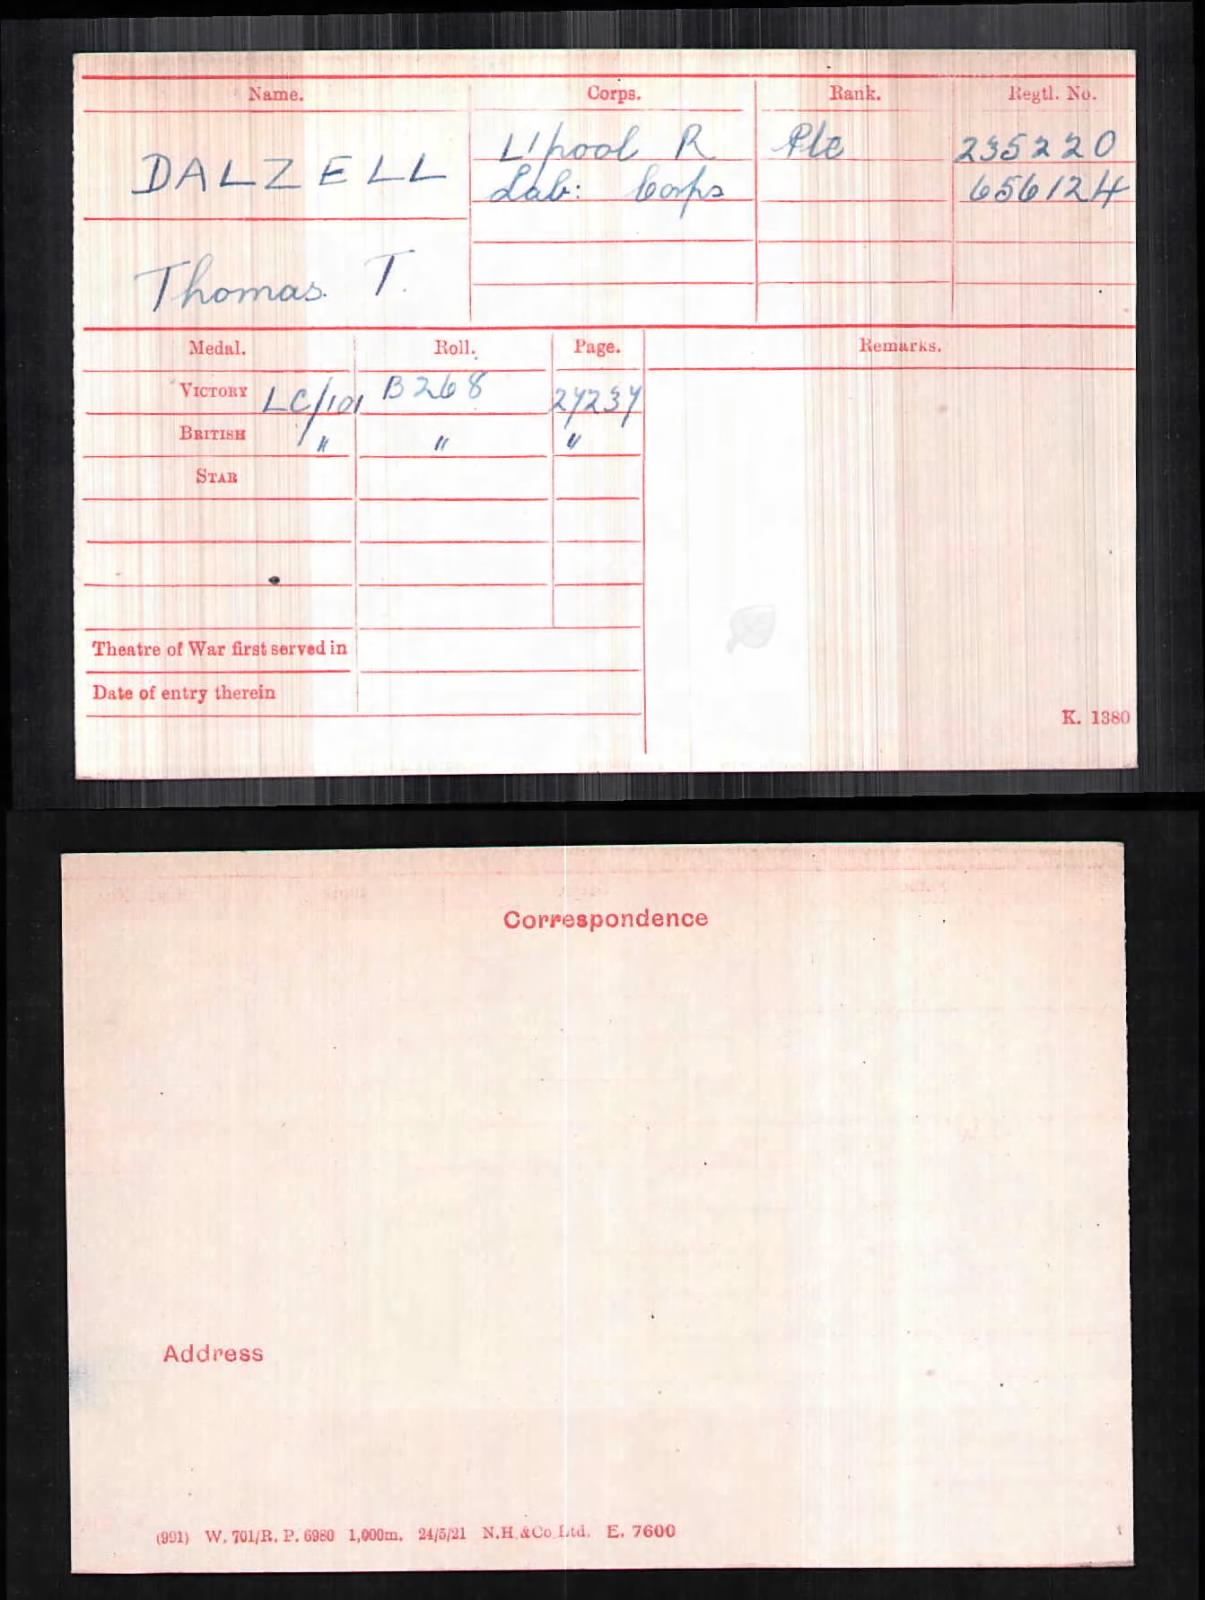 Name. Corps. Rank. Regtl. No.
DALZELL L'pool R Pte 235220
Lab: Corps 656124
Thomas. T.
Medal. Roll. Page. Remarks.
VICTORY LC/101 B268 27237
BRITISH " " "
STAR
Theatre of War first served in
Date of entry therein
K. 1380
Correspondence
Address
(991) W. 701/R. P. 6980 1,000m. 24/5/21 N.H.&Co. Ltd. E. 7600